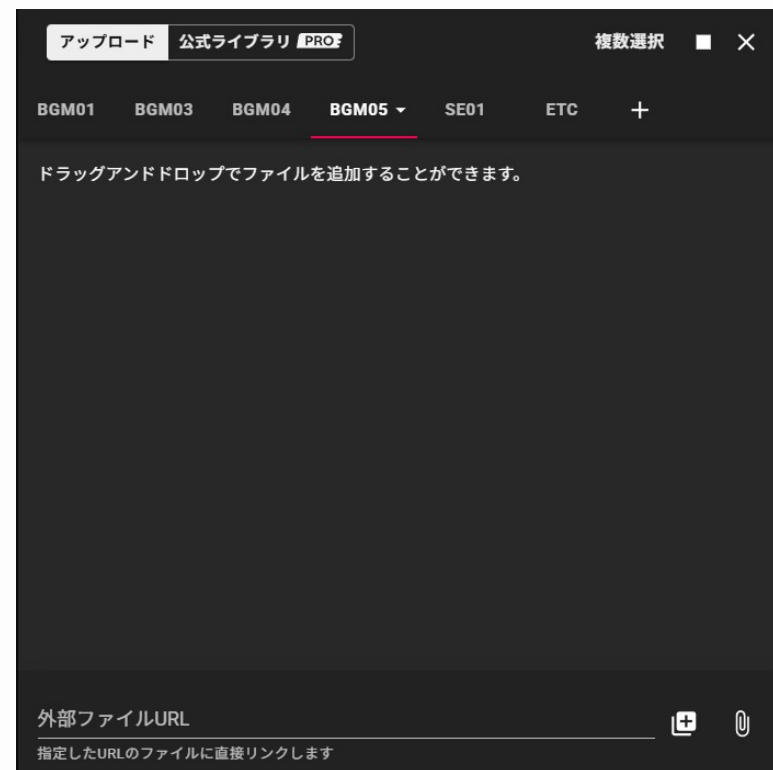 アップロード 公式ライブラリ PRO 複数選択
BGM01 BGM03 BGM04 BGM05 SE01 ETC
ドラッグアンドドロップでファイルを追加することができます。
外部ファイルURL
指定したURLのファイルに直接リンクします